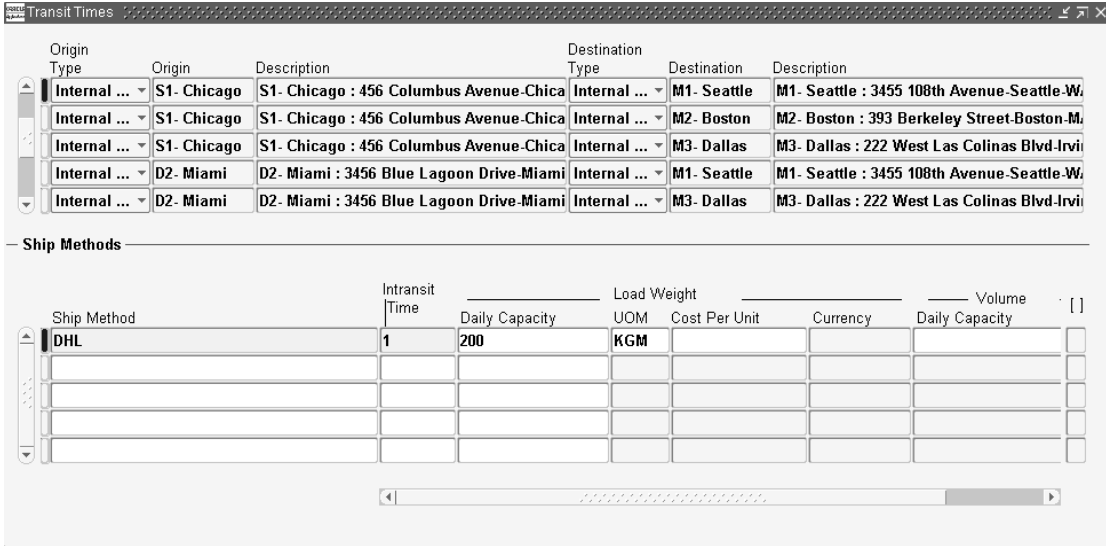 Transit Times
Origin Destination
Type Origin Description Type Destination Description
Internal ... S1- Chicago S1- Chicago : 456 Columbus Avenue-Chica Internal ... M1- Seattle M1- Seattle : 3455 108th Avenue-Seattle-WA
Internal ... S1- Chicago S1- Chicago : 456 Columbus Avenue-Chica Internal ... M2- Boston M2- Boston : 393 Berkeley Street-Boston-MA
Internal ... S1- Chicago S1- Chicago : 456 Columbus Avenue-Chica Internal ... M3- Dallas M3- Dallas : 222 West Las Colinas Blvd-Irvi
Internal ... D2- Miami D2- Miami : 3456 Blue Lagoon Drive-Miami Internal ... M1- Seattle M1- Seattle : 3455 108th Avenue-Seattle-WA
Internal ... D2- Miami D2- Miami : 3456 Blue Lagoon Drive-Miami Internal ... M3- Dallas M3- Dallas : 222 West Las Colinas Blvd-Irvi
Ship Methods
Intransit Load Weight Volume
Time [ ]
Ship Method Daily Capacity UOM Cost Per Unit Currency Daily Capacity
DHL 1 200 KGM